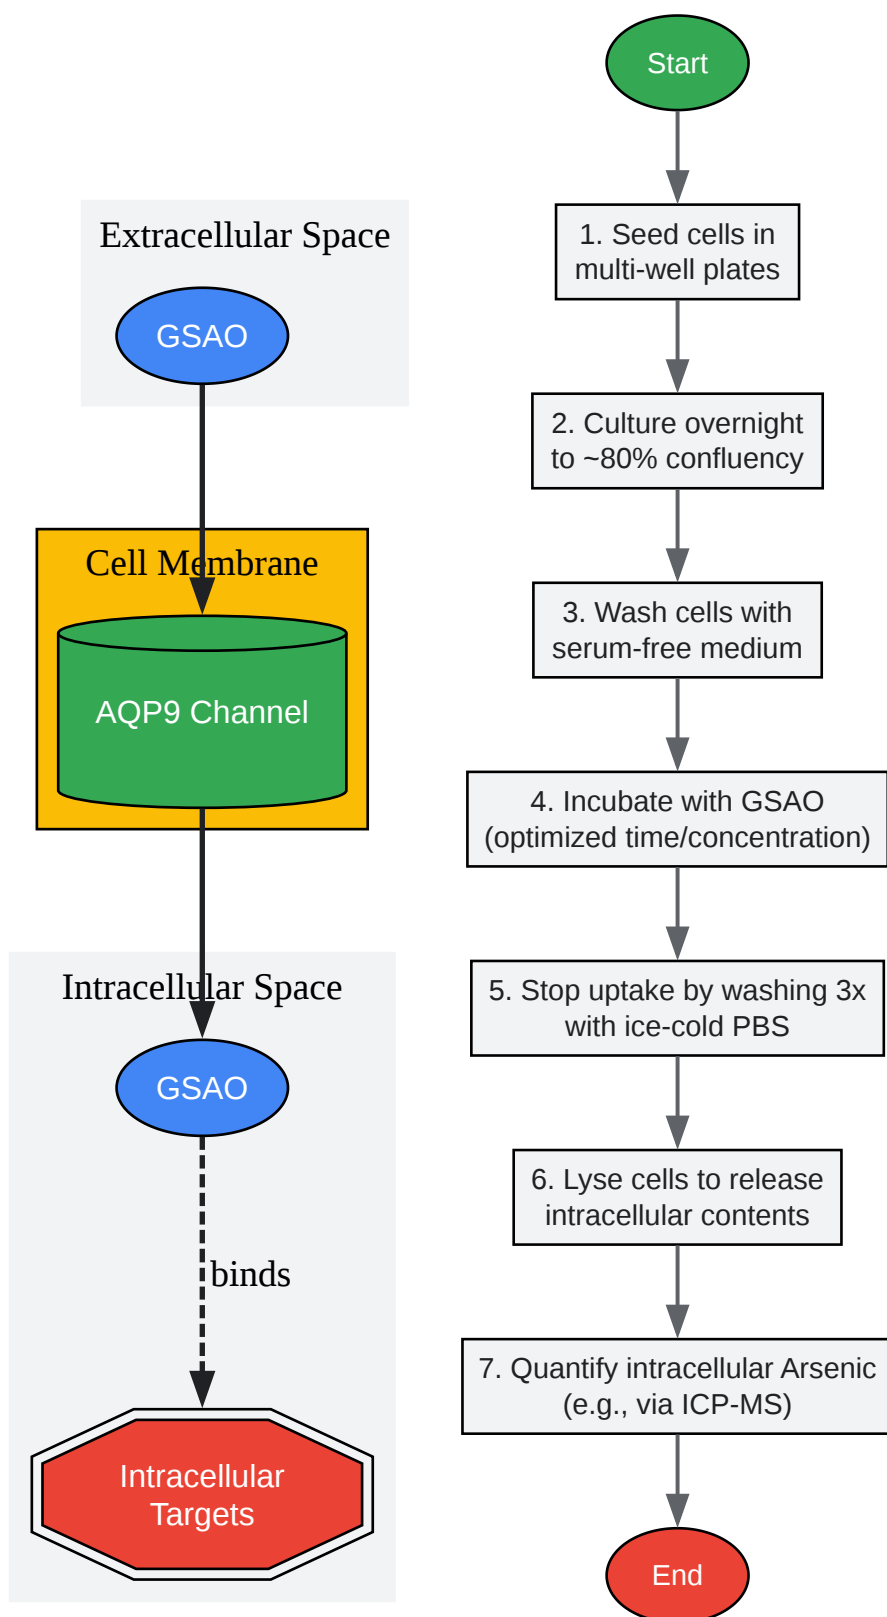 Extracellular Space
GSAO
Cell Membrane
AQP9 Channel
Intracellular Space
GSAO
binds
Intracellular
Targets
Start
1. Seed cells in
multi-well plates
2. Culture overnight
to ~80% confluency
3. Wash cells with
serum-free medium
4. Incubate with GSAO
(optimized time/concentration)
5. Stop uptake by washing 3x
with ice-cold PBS
6. Lyse cells to release
intracellular contents
7. Quantify intracellular Arsenic
(e.g., via ICP-MS)
End